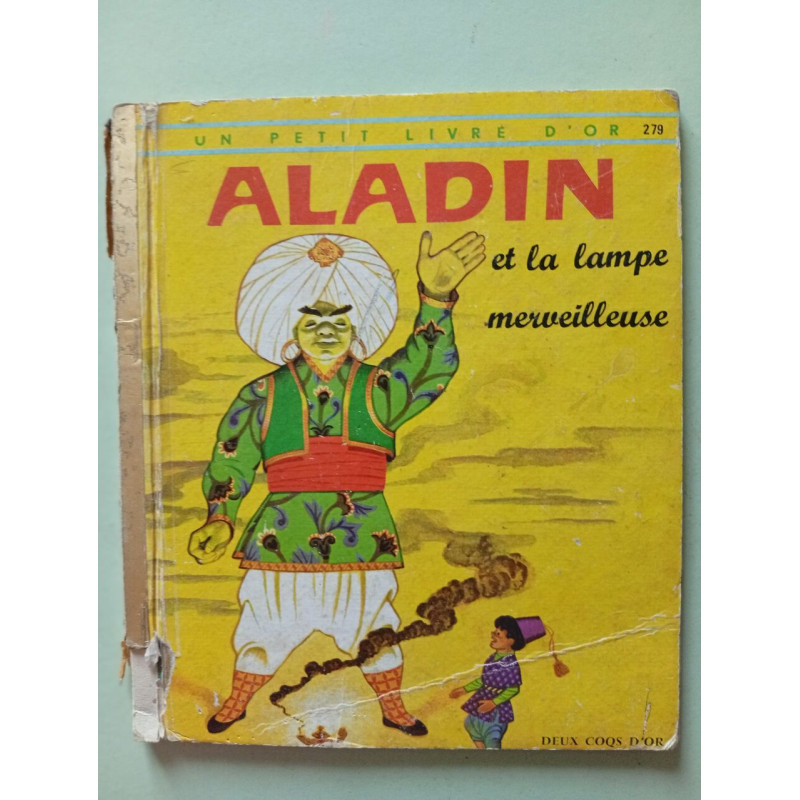 UN PETIT LIVRE D'OR 279
ALADIN
et la lampe
merveilleuse
DEUX COQS D'OR